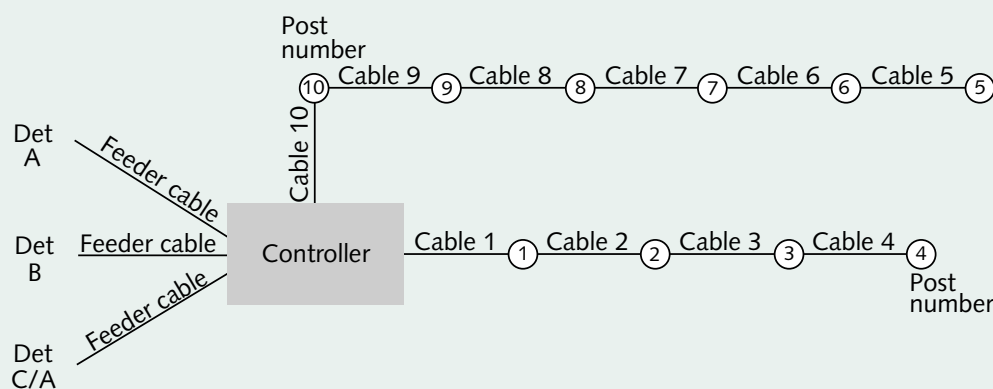 Post
number
Cable 9 Cable 8 Cable 7 Cable 6 Cable 5
10 9 8 7 6 5
Cable 10
Det
A
Feeder cable
Det
B
Feeder cable
Controller
Cable 1 Cable 2 Cable 3 Cable 4
1 2 3 4
Post
number
Feeder cable
Det
C/A